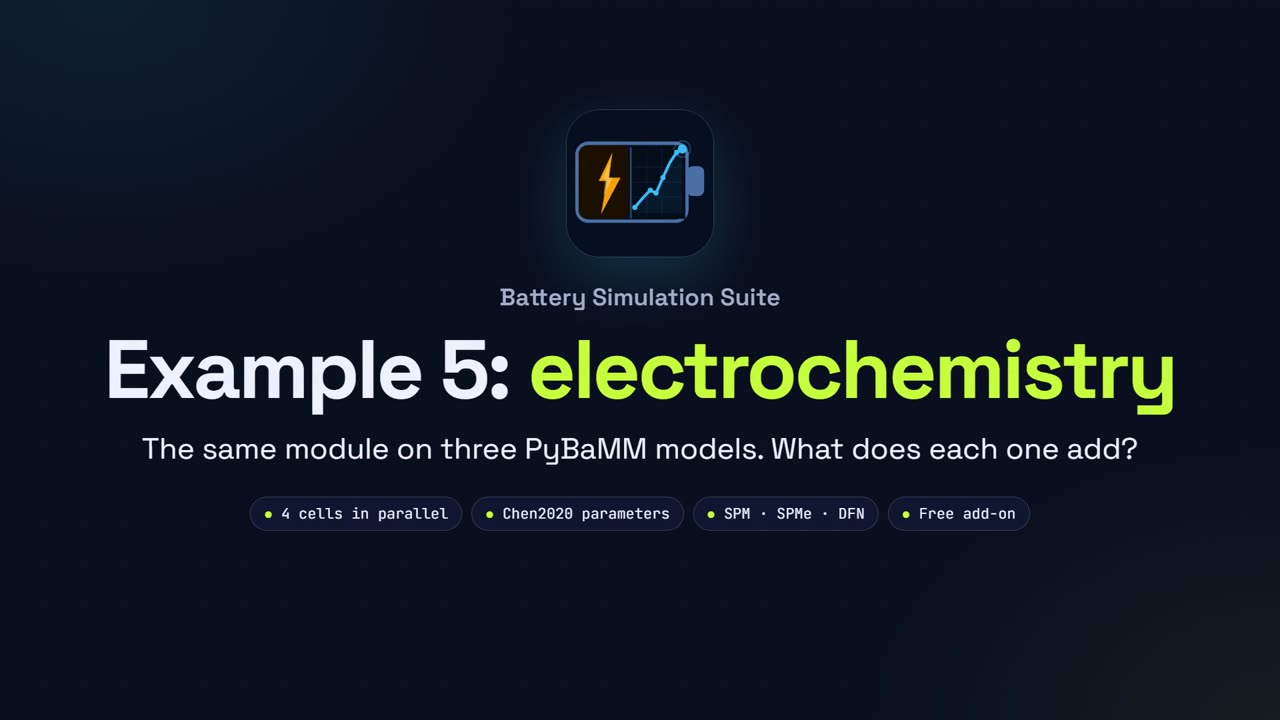 Battery Simulation Suite
Example 5: electrochemistry
The same module on three PyBaMM models. What does each one add?
4 cells in parallel
Chen2020 parameters
SPM · SPMe · DFN
Free add-on